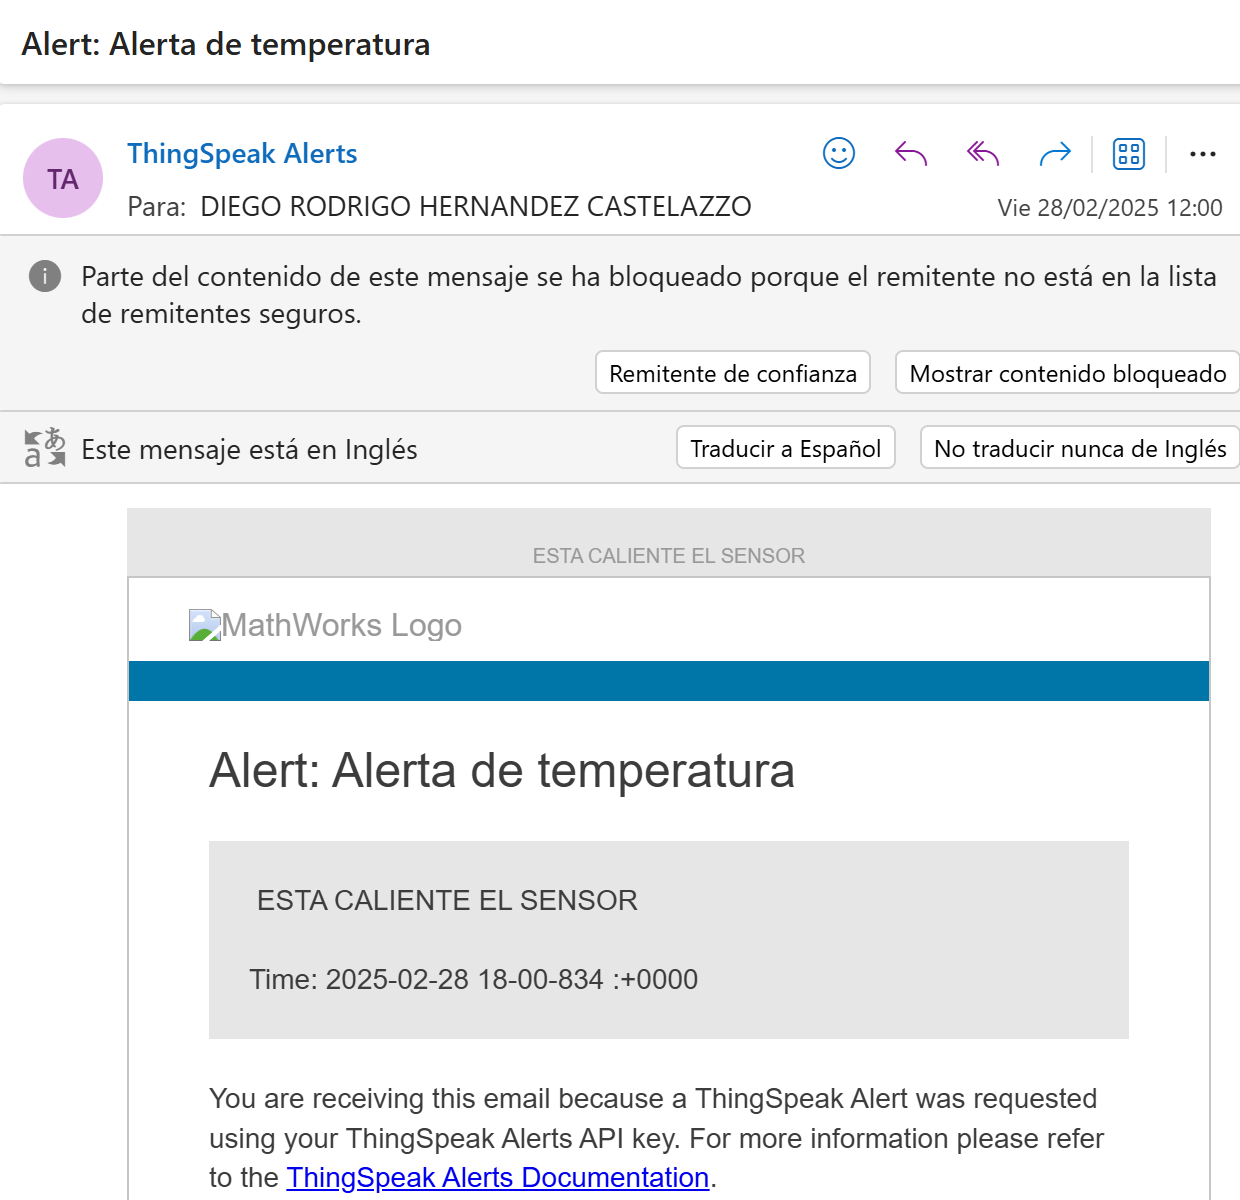 Alert: Alerta de temperatura
TA
ThingSpeak Alerts
Para: DIEGO RODRIGO HERNANDEZ CASTELAZZO
Vie 28/02/2025 12:00
Parte del contenido de este mensaje se ha bloqueado porque el remitente no está en la lista
de remitentes seguros.
Remitente de confianza
Mostrar contenido bloqueado
Este mensaje está en Inglés
Traducir a Español
No traducir nunca de Inglés
ESTA CALIENTE EL SENSOR
MathWorks Logo
Alert: Alerta de temperatura
ESTA CALIENTE EL SENSOR
Time: 2025-02-28 18-00-834 :+0000
You are receiving this email because a ThingSpeak Alert was requested
using your ThingSpeak Alerts API key. For more information please refer
to the ThingSpeak Alerts Documentation.